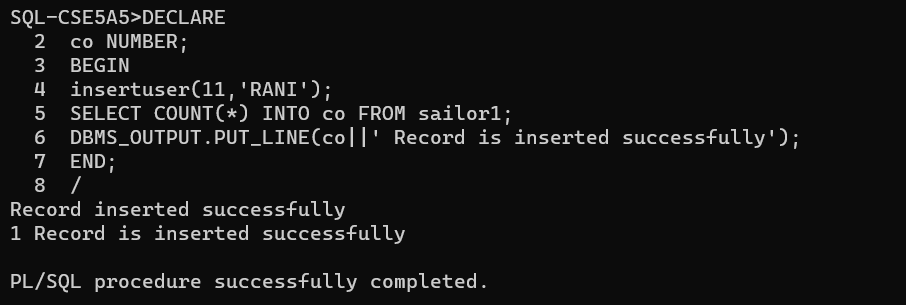 SQL-CSE5A5>DECLARE
  2  co NUMBER;
  3  BEGIN
  4  insertuser(11,'RANI');
  5  SELECT COUNT(*) INTO co FROM sailor1;
  6  DBMS_OUTPUT.PUT_LINE(co||' Record is inserted successfully');
  7  END;
  8  /
Record inserted successfully
1 Record is inserted successfully

PL/SQL procedure successfully completed.